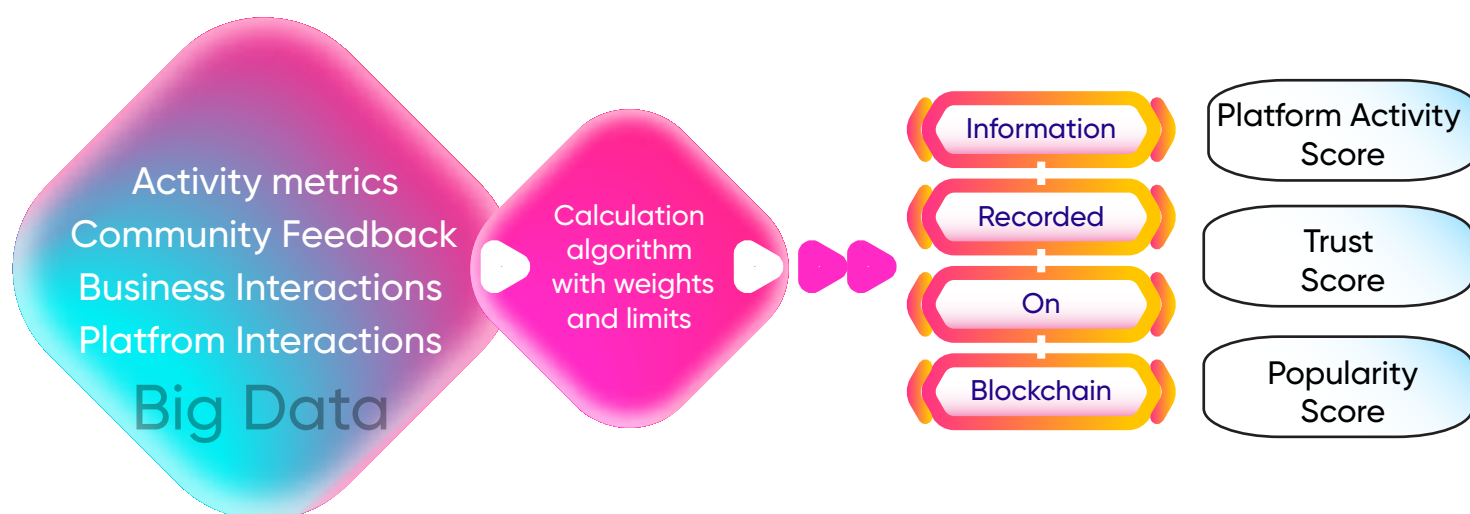 Activity metrics
Community Feedback
Business Interactions
Platfrom Interactions
Big Data
Calculation
algorithm
with weights
and limits
Information
Recorded
On
Blockchain
Platform Activity
Score
Trust
Score
Popularity
Score